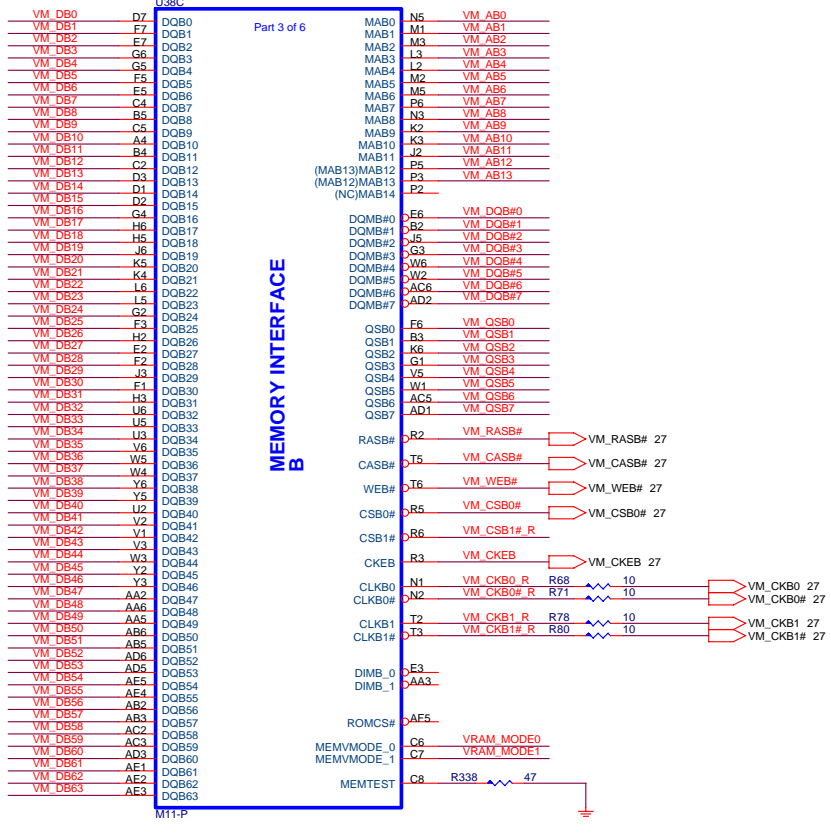 U38C
Part 3 of 6
MEMORY INTERFACE
B
VM_DB0 D7 DQB0
VM_DB1 F7 DQB1
VM_DB2 E7 DQB2
VM_DB3 G6 DQB3
VM_DB4 G5 DQB4
VM_DB5 F5 DQB5
VM_DB6 E5 DQB6
VM_DB7 C4 DQB7
VM_DB8 B5 DQB8
VM_DB9 C5 DQB9
VM_DB10 A4 DQB10
VM_DB11 B4 DQB11
VM_DB12 C2 DQB12
VM_DB13 D3 DQB13
VM_DB14 D1 DQB14
VM_DB15 D2 DQB15
VM_DB16 G4 DQB16
VM_DB17 H6 DQB17
VM_DB18 H5 DQB18
VM_DB19 J6 DQB19
VM_DB20 K5 DQB20
VM_DB21 K4 DQB21
VM_DB22 L6 DQB22
VM_DB23 L5 DQB23
VM_DB24 G2 DQB24
VM_DB25 F3 DQB25
VM_DB26 H2 DQB26
VM_DB27 E2 DQB27
VM_DB28 F2 DQB28
VM_DB29 J3 DQB29
VM_DB30 F1 DQB30
VM_DB31 H3 DQB31
VM_DB32 U6 DQB32
VM_DB33 U5 DQB33
VM_DB34 U3 DQB34
VM_DB35 V6 DQB35
VM_DB36 W5 DQB36
VM_DB37 W4 DQB37
VM_DB38 Y6 DQB38
VM_DB39 Y5 DQB39
VM_DB40 U2 DQB40
VM_DB41 V2 DQB41
VM_DB42 V1 DQB42
VM_DB43 V3 DQB43
VM_DB44 W3 DQB44
VM_DB45 Y2 DQB45
VM_DB46 Y3 DQB46
VM_DB47 AA2 DQB47
VM_DB48 AA6 DQB48
VM_DB49 AA5 DQB49
VM_DB50 AB6 DQB50
VM_DB51 AB5 DQB51
VM_DB52 AD6 DQB52
VM_DB53 AD5 DQB53
VM_DB54 AE5 DQB54
VM_DB55 AE4 DQB55
VM_DB56 AB2 DQB56
VM_DB57 AB3 DQB57
VM_DB58 AC2 DQB58
VM_DB59 AC3 DQB59
VM_DB60 AD3 DQB60
VM_DB61 AE1 DQB61
VM_DB62 AE2 DQB62
VM_DB63 AE3 DQB63
MAB0 N5 VM_AB0
MAB1 M1 VM_AB1
MAB2 M3 VM_AB2
MAB3 L3 VM_AB3
MAB4 L2 VM_AB4
MAB5 M2 VM_AB5
MAB6 M5 VM_AB6
MAB7 P6 VM_AB7
MAB8 N3 VM_AB8
MAB9 K2 VM_AB9
MAB10 K3 VM_AB10
MAB11 J2 VM_AB11
(MAB13)MAB12 P5 VM_AB12
(MAB12)MAB13 P3 VM_AB13
(NC)MAB14 P2
DQMB#0 E6 VM_DQB#0
DQMB#1 B2 VM_DQB#1
DQMB#2 J5 VM_DQB#2
DQMB#3 G3 VM_DQB#3
DQMB#4 W6 VM_DQB#4
DQMB#5 W2 VM_DQB#5
DQMB#6 AC6 VM_DQB#6
DQMB#7 AD2 VM_DQB#7
QSB0 F6 VM_QSB0
QSB1 B3 VM_QSB1
QSB2 K6 VM_QSB2
QSB3 G1 VM_QSB3
QSB4 V5 VM_QSB4
QSB5 W1 VM_QSB5
QSB6 AC5 VM_QSB6
QSB7 AD1 VM_QSB7
RASB# R2 VM_RASB# VM_RASB# 27
CASB# T5 VM_CASB# VM_CASB# 27
WEB# T6 VM_WEB# VM_WEB# 27
CSB0# R5 VM_CSB0# VM_CSB0# 27
CSB1# R6 VM_CSB1#_R
CKEB R3 VM_CKEB VM_CKEB 27
CLKB0 N1 VM_CKB0_R R68 10 VM_CKB0 27
CLKB0# N2 VM_CKB0#_R R71 10 VM_CKB0# 27
CLKB1 T2 VM_CKB1_R R78 10 VM_CKB1 27
CLKB1# T3 VM_CKB1#_R R80 10 VM_CKB1# 27
DIMB_0 E3
DIMB_1 AA3
ROMCS# AF5
MEMVMODE_0 C6 VRAM_MODE0
MEMVMODE_1 C7 VRAM_MODE1
MEMTEST C8 R338 47
M11-P